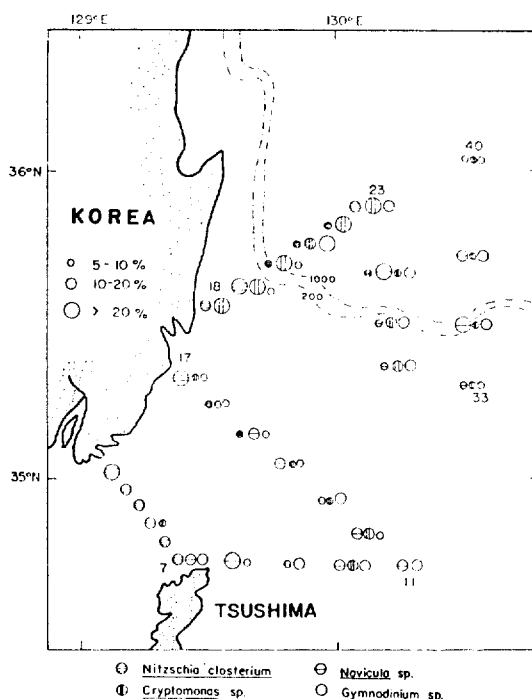 129°E 130°E
40
36°N
23
KOREA
5-10 %
10-20 %
> 20 %
18
1000
200
17
33
35°N
7
11
TSUSHIMA
Nitzschia closterium Navicula sp.
Cryptomonas sp. Gymnodinium sp.